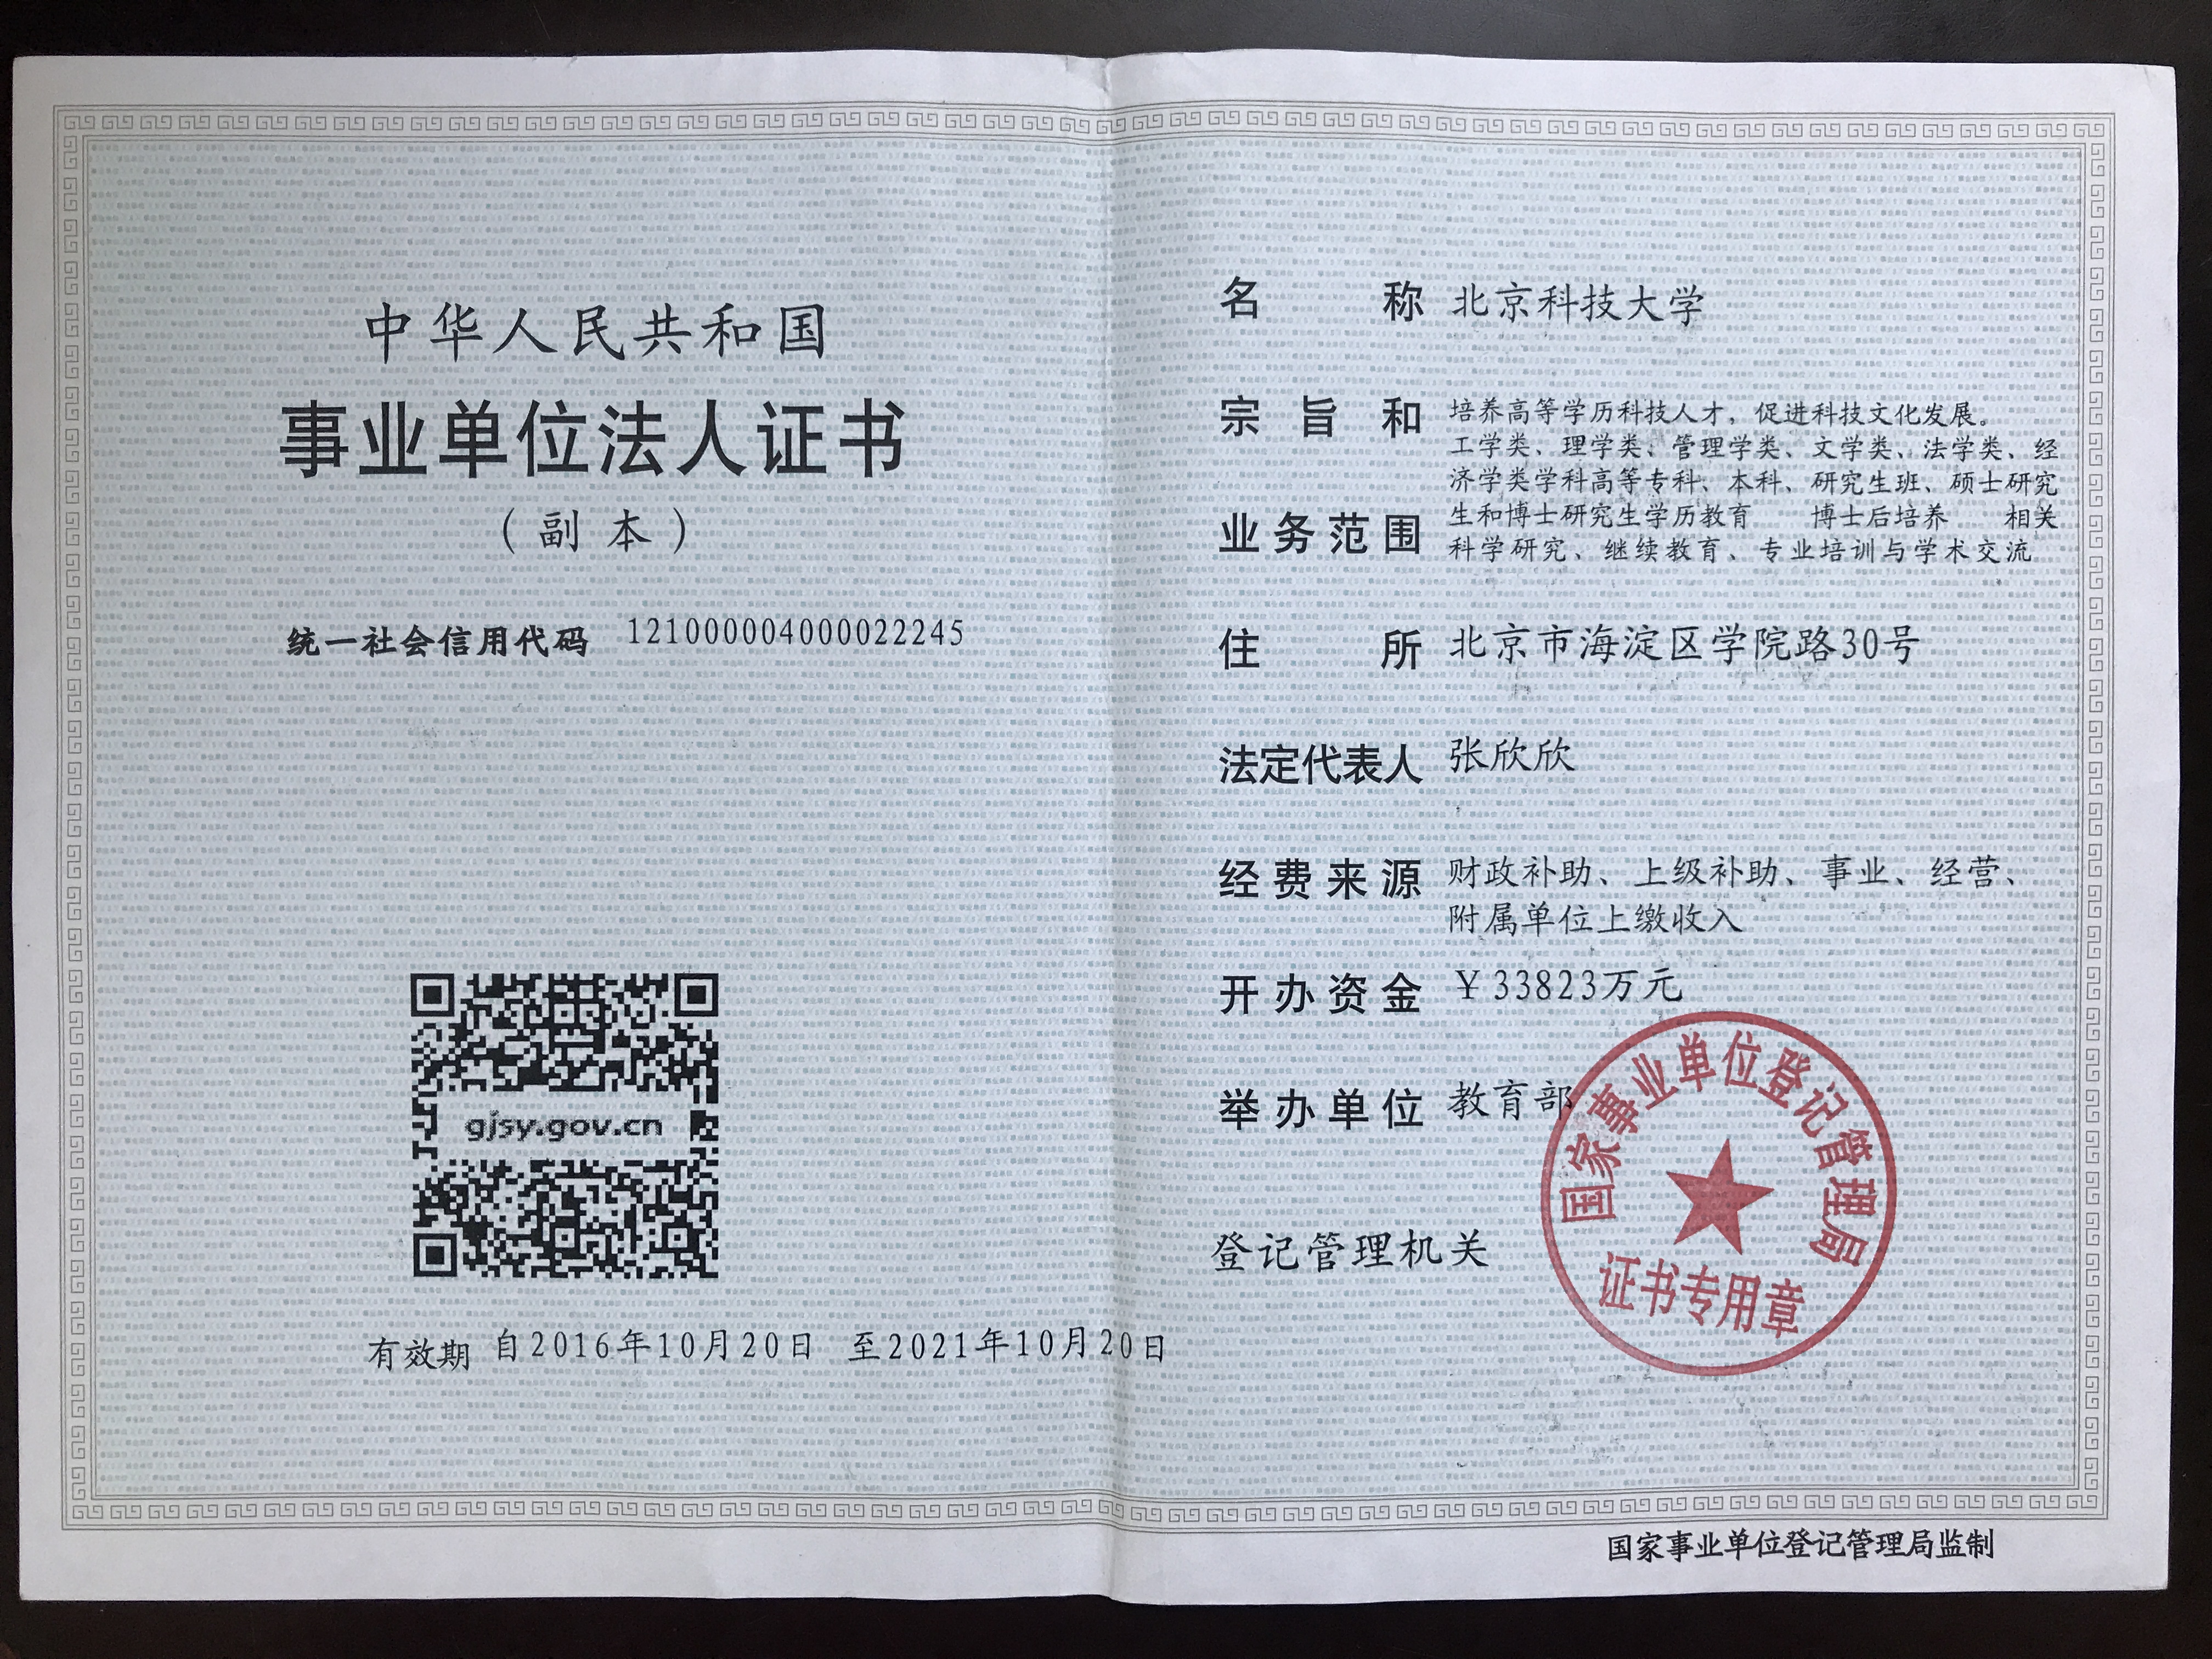 中华人民共和国
事业单位法人证书
（副本）
统一社会信用代码 121000004000022245
gjsy.gov.cn
有效期 自2016年10月20日 至2021年10月20日
名称 北京科技大学
宗旨和
业务范围
培养高等学历科技人才，促进科技文化发展。
工学类、理学类、管理学类、文学类、法学类、经
济学类学科高等专科、本科、研究生班、硕士研究
生和博士研究生学历教育 博士后培养 相关
科学研究、继续教育、专业培训与学术交流
住所 北京市海淀区学院路30号
法定代表人 张欣欣
经费来源 财政补助、上级补助、事业、经营、
附属单位上缴收入
开办资金 ￥33823万元
举办单位 教育部
登记管理机关
国家事业单位登记管理局
证书专用章
国家事业单位登记管理局监制